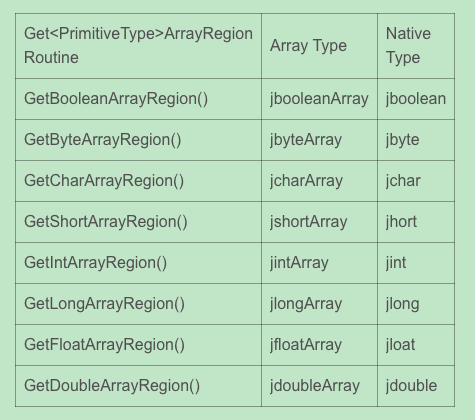 Get<PrimitiveType>ArrayRegion Routine Array Type Native Type
GetBooleanArrayRegion() jbooleanArray jboolean
GetByteArrayRegion() jbyteArray jbyte
GetCharArrayRegion() jcharArray jchar
GetShortArrayRegion() jshortArray jhort
GetIntArrayRegion() jintArray jint
GetLongArrayRegion() jlongArray jlong
GetFloatArrayRegion() jfloatArray jloat
GetDoubleArrayRegion() jdoubleArray jdouble